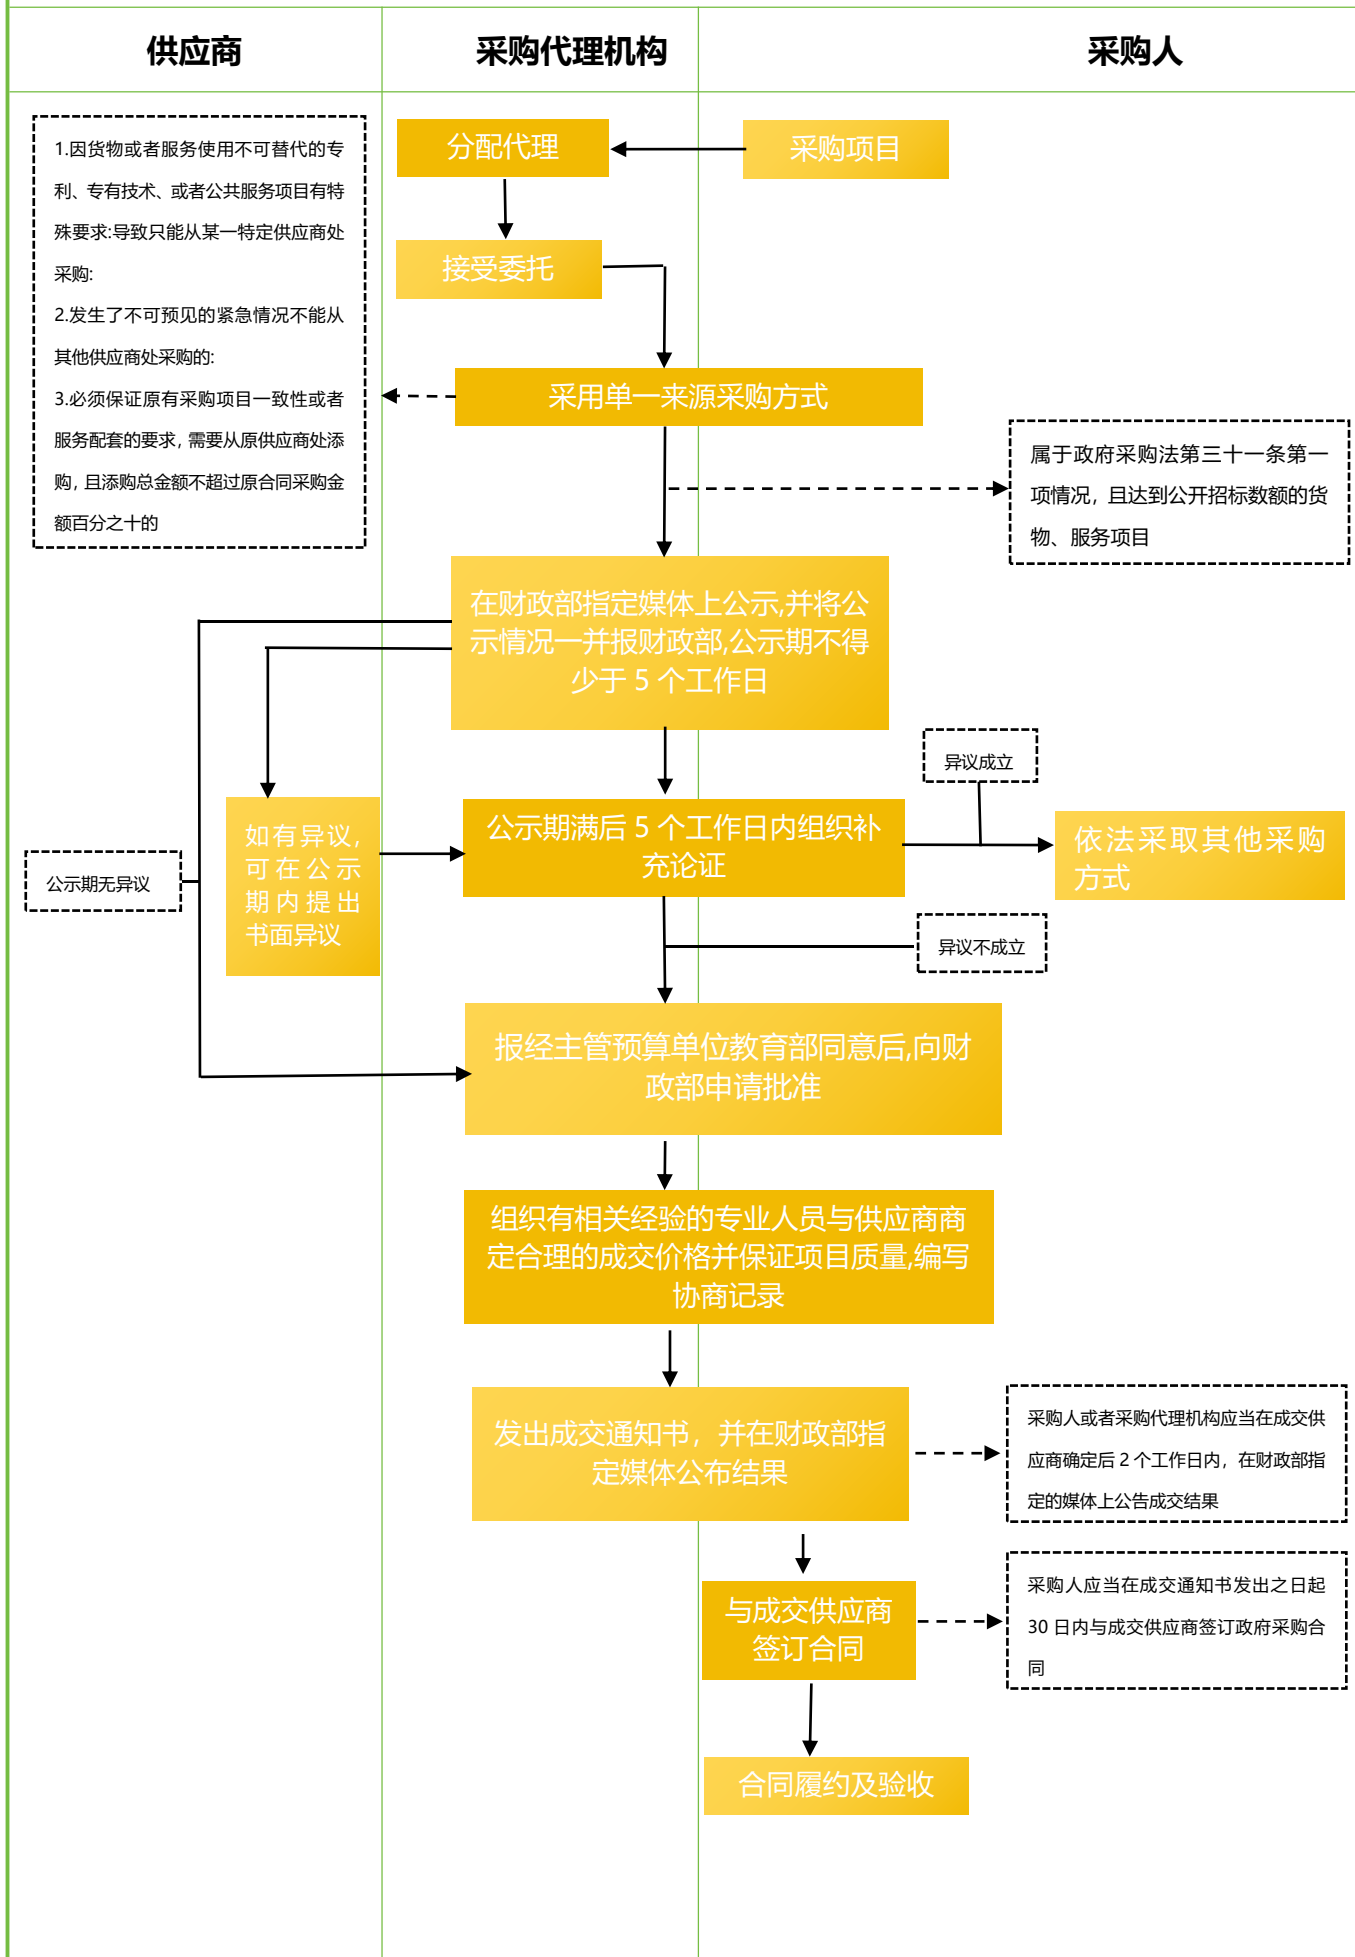 供应商
采购代理机构
采购人
1.因货物或者服务使用不可替代的专
利、专有技术、或者公共服务项目有特
殊要求:导致只能从某一特定供应商处
采购:
2.发生了不可预见的紧急情况不能从
其他供应商处采购的:
3.必须保证原有采购项目一致性或者
服务配套的要求，需要从原供应商处添
购，且添购总金额不超过原合同采购金
额百分之十的
分配代理
采购项目
接受委托
采用单一来源采购方式
属于政府采购法第三十一条第一
项情况，且达到公开招标数额的货
物、服务项目
在财政部指定媒体上公示,并将公
示情况一并报财政部,公示期不得
少于 5 个工作日
异议成立
如有异议,
可在公示
期内提出
书面异议
公示期满后 5 个工作日内组织补
充论证
依法采取其他采购
方式
公示期无异议
异议不成立
报经主管预算单位教育部同意后,向财
政部申请批准
组织有相关经验的专业人员与供应商商
定合理的成交价格并保证项目质量,编写
协商记录
发出成交通知书，并在财政部指
定媒体公布结果
采购人或者采购代理机构应当在成交供
应商确定后 2 个工作日内，在财政部指
定的媒体上公告成交结果
与成交供应商
签订合同
采购人应当在成交通知书发出之日起
30 日内与成交供应商签订政府采购合
同
合同履约及验收